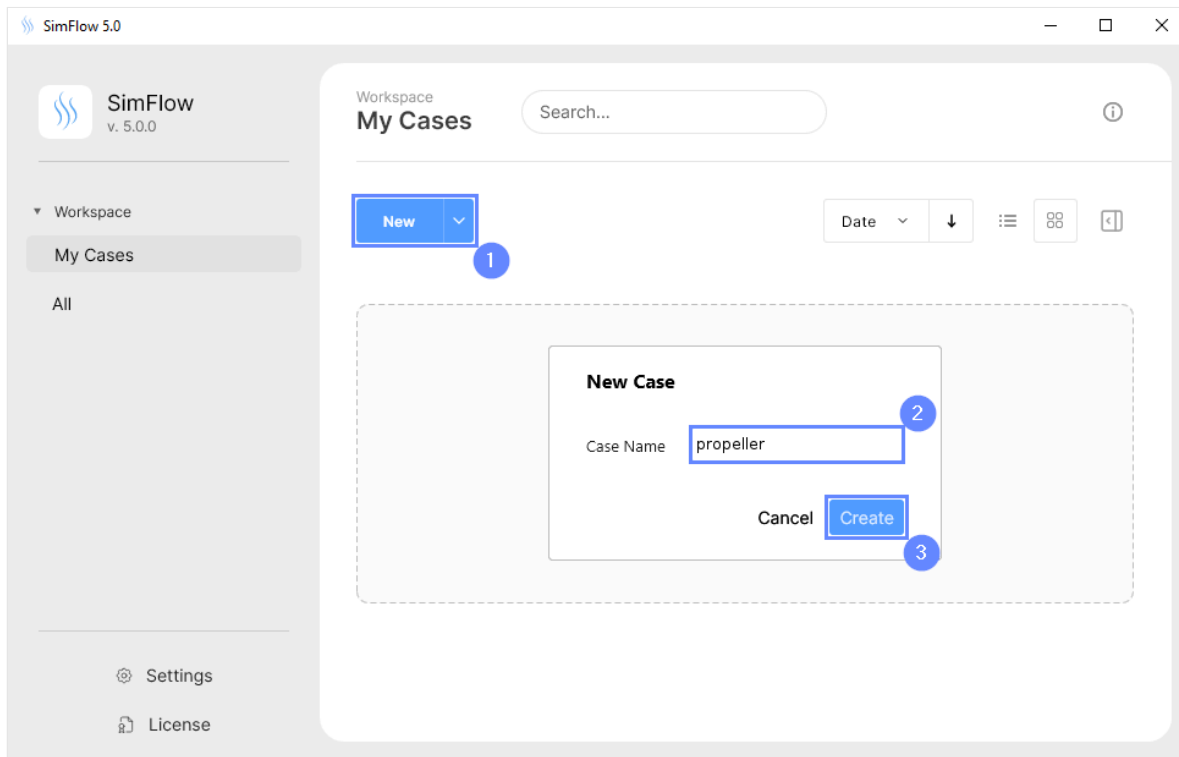 SimFlow 5.0
SimFlow
v. 5.0.0
Workspace
My Cases
All
Settings
License
Workspace
My Cases
Search...
New
1
Date
New Case
2
Case Name propeller
Cancel Create
3